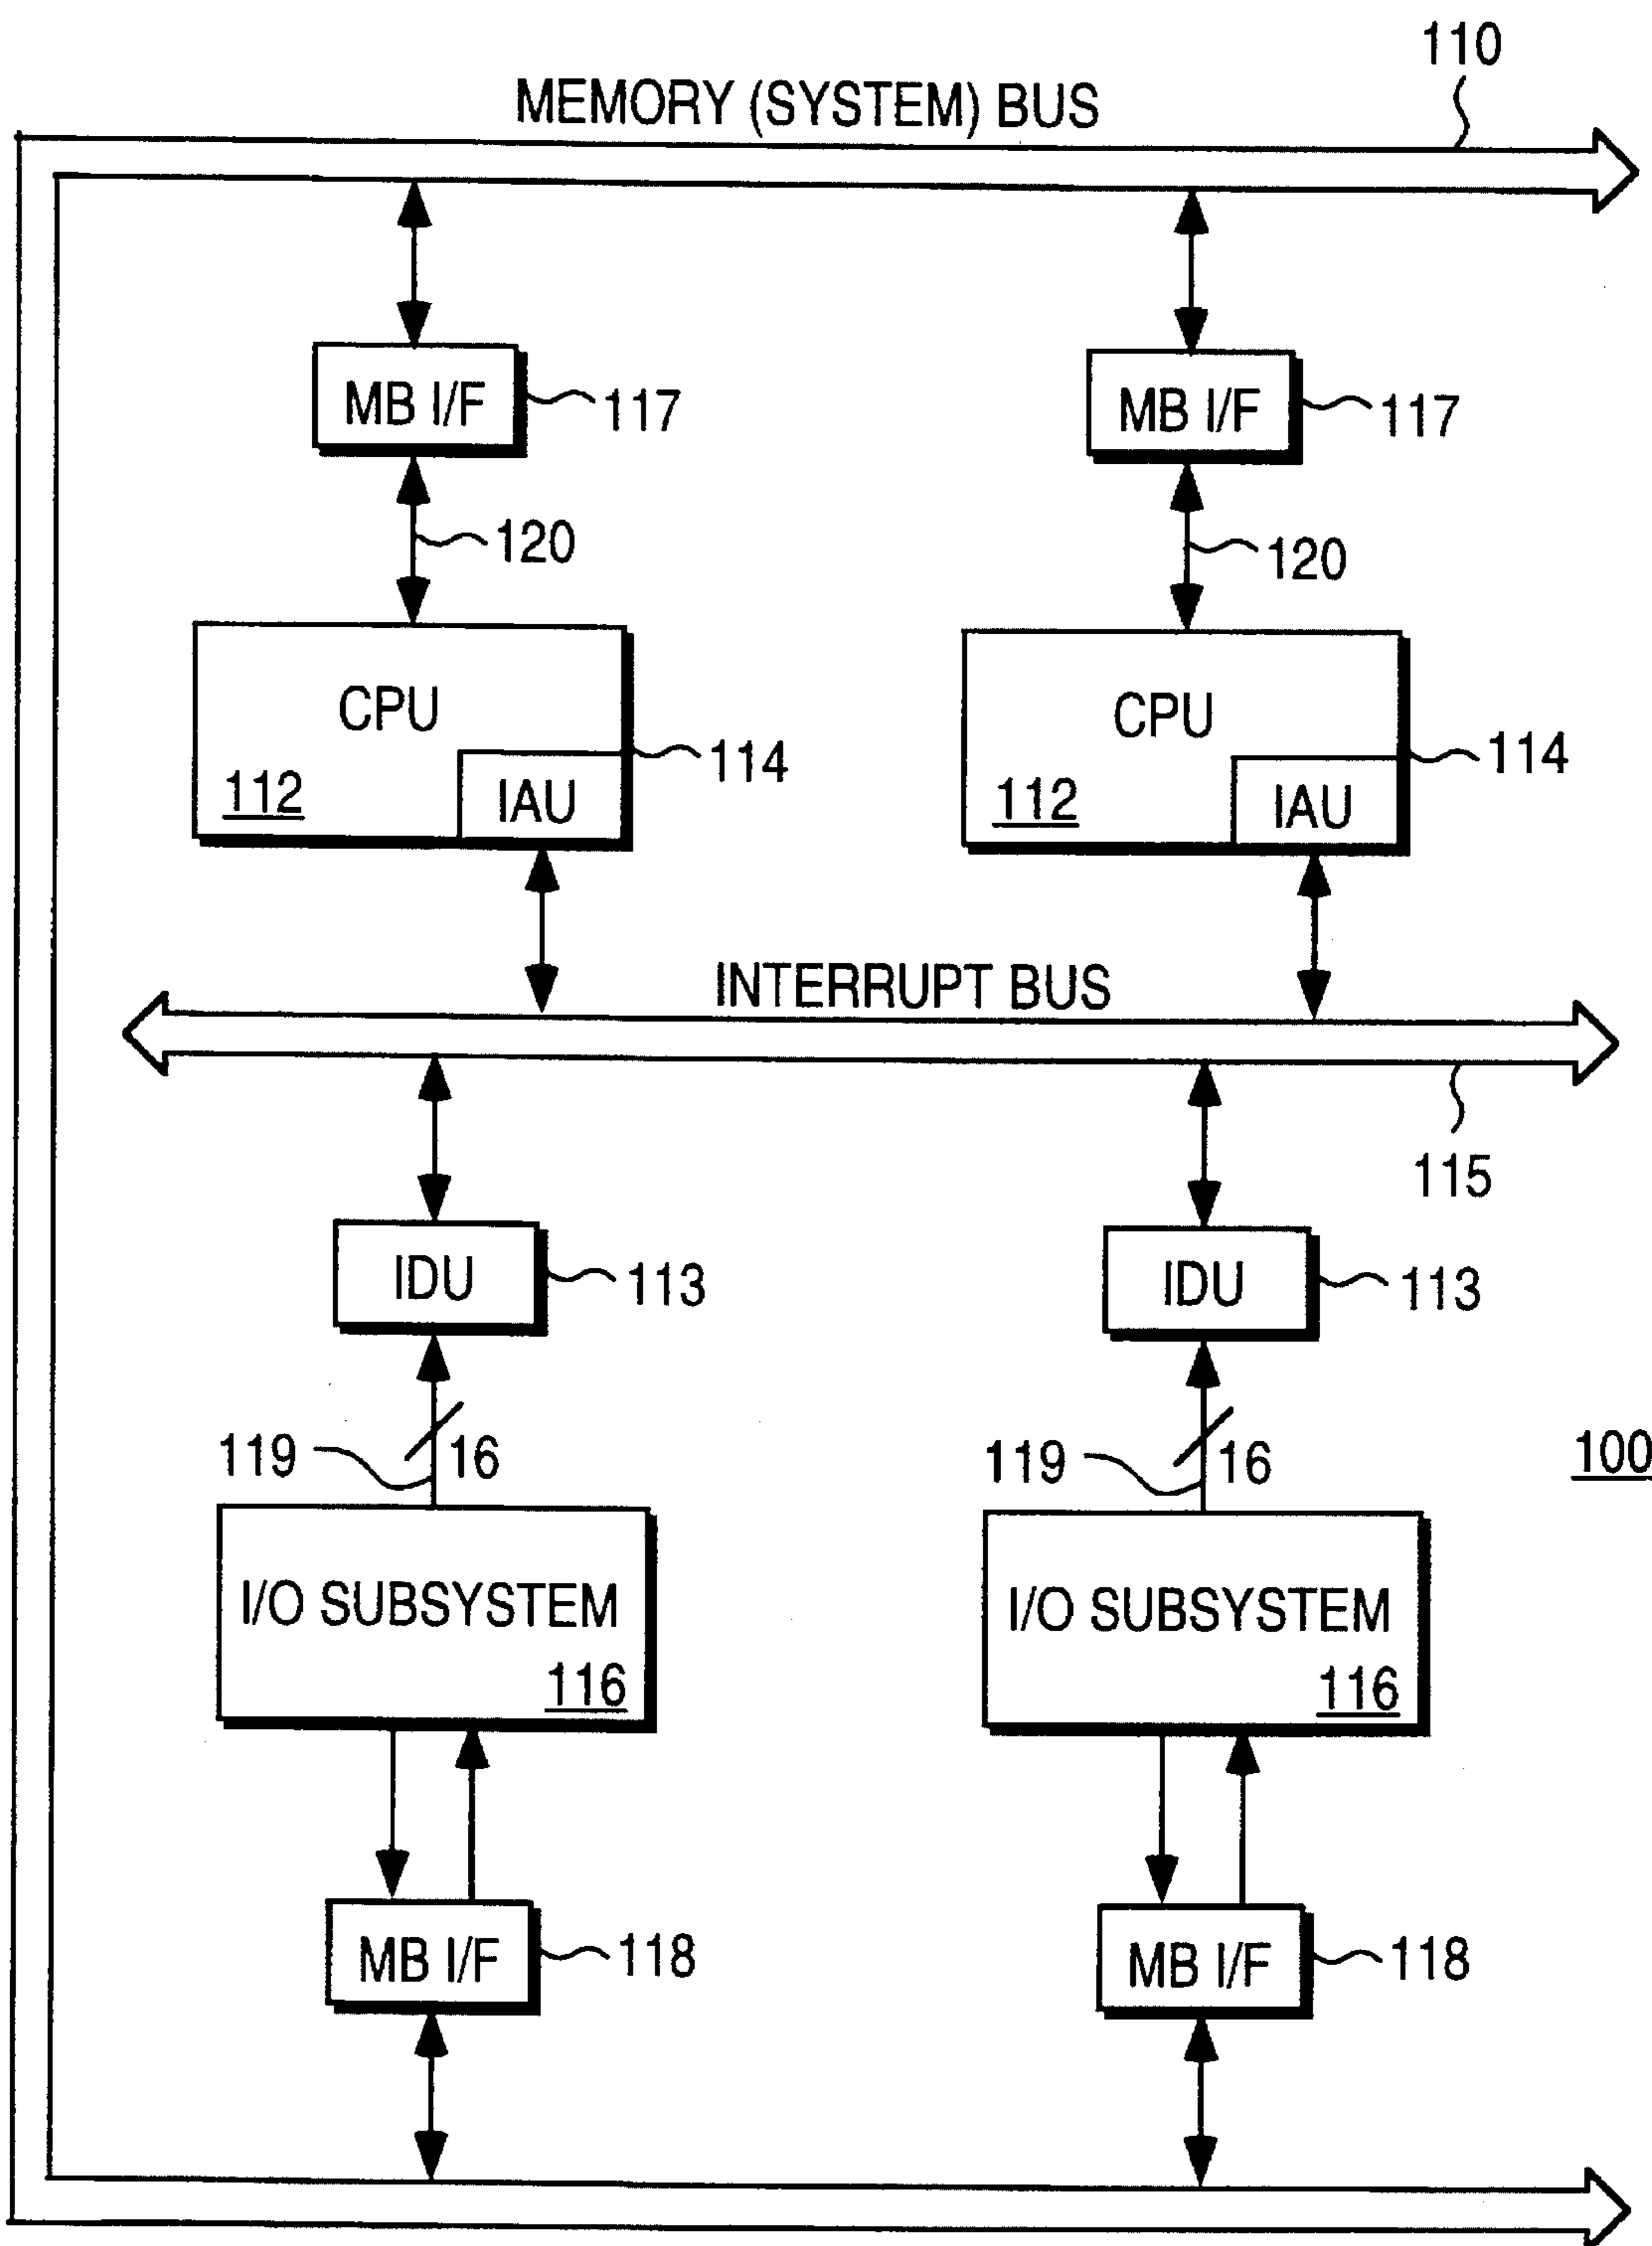 110
MEMORY (SYSTEM) BUS
MB I/F
117
MB I/F
117
120
120
CPU
112
IAU
114
CPU
112
IAU
114
INTERRUPT BUS
115
IDU
113
IDU
113
119
16
119
16
100
I/O SUBSYSTEM
116
I/O SUBSYSTEM
116
MB I/F
118
MB I/F
118